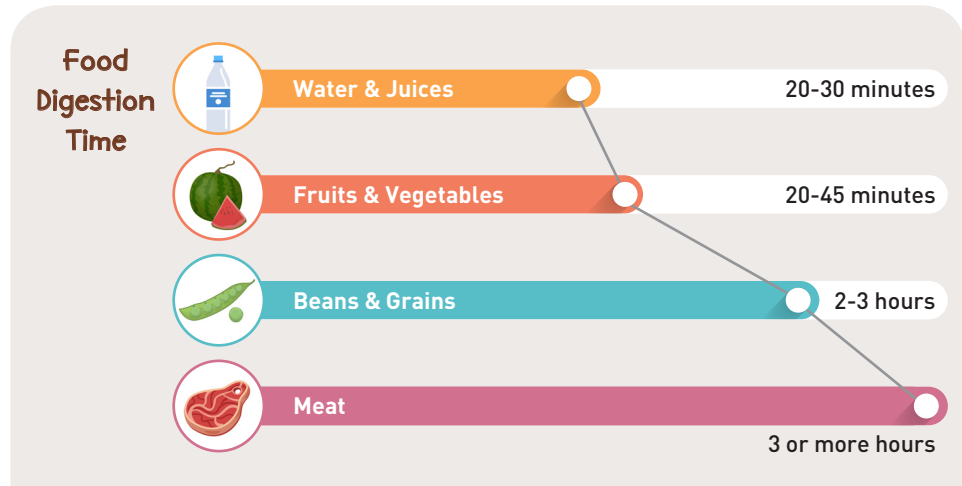 Food
Digestion
Time
Water & Juices
20-30 minutes
Fruits & Vegetables
20-45 minutes
Beans & Grains
2-3 hours
Meat
3 or more hours